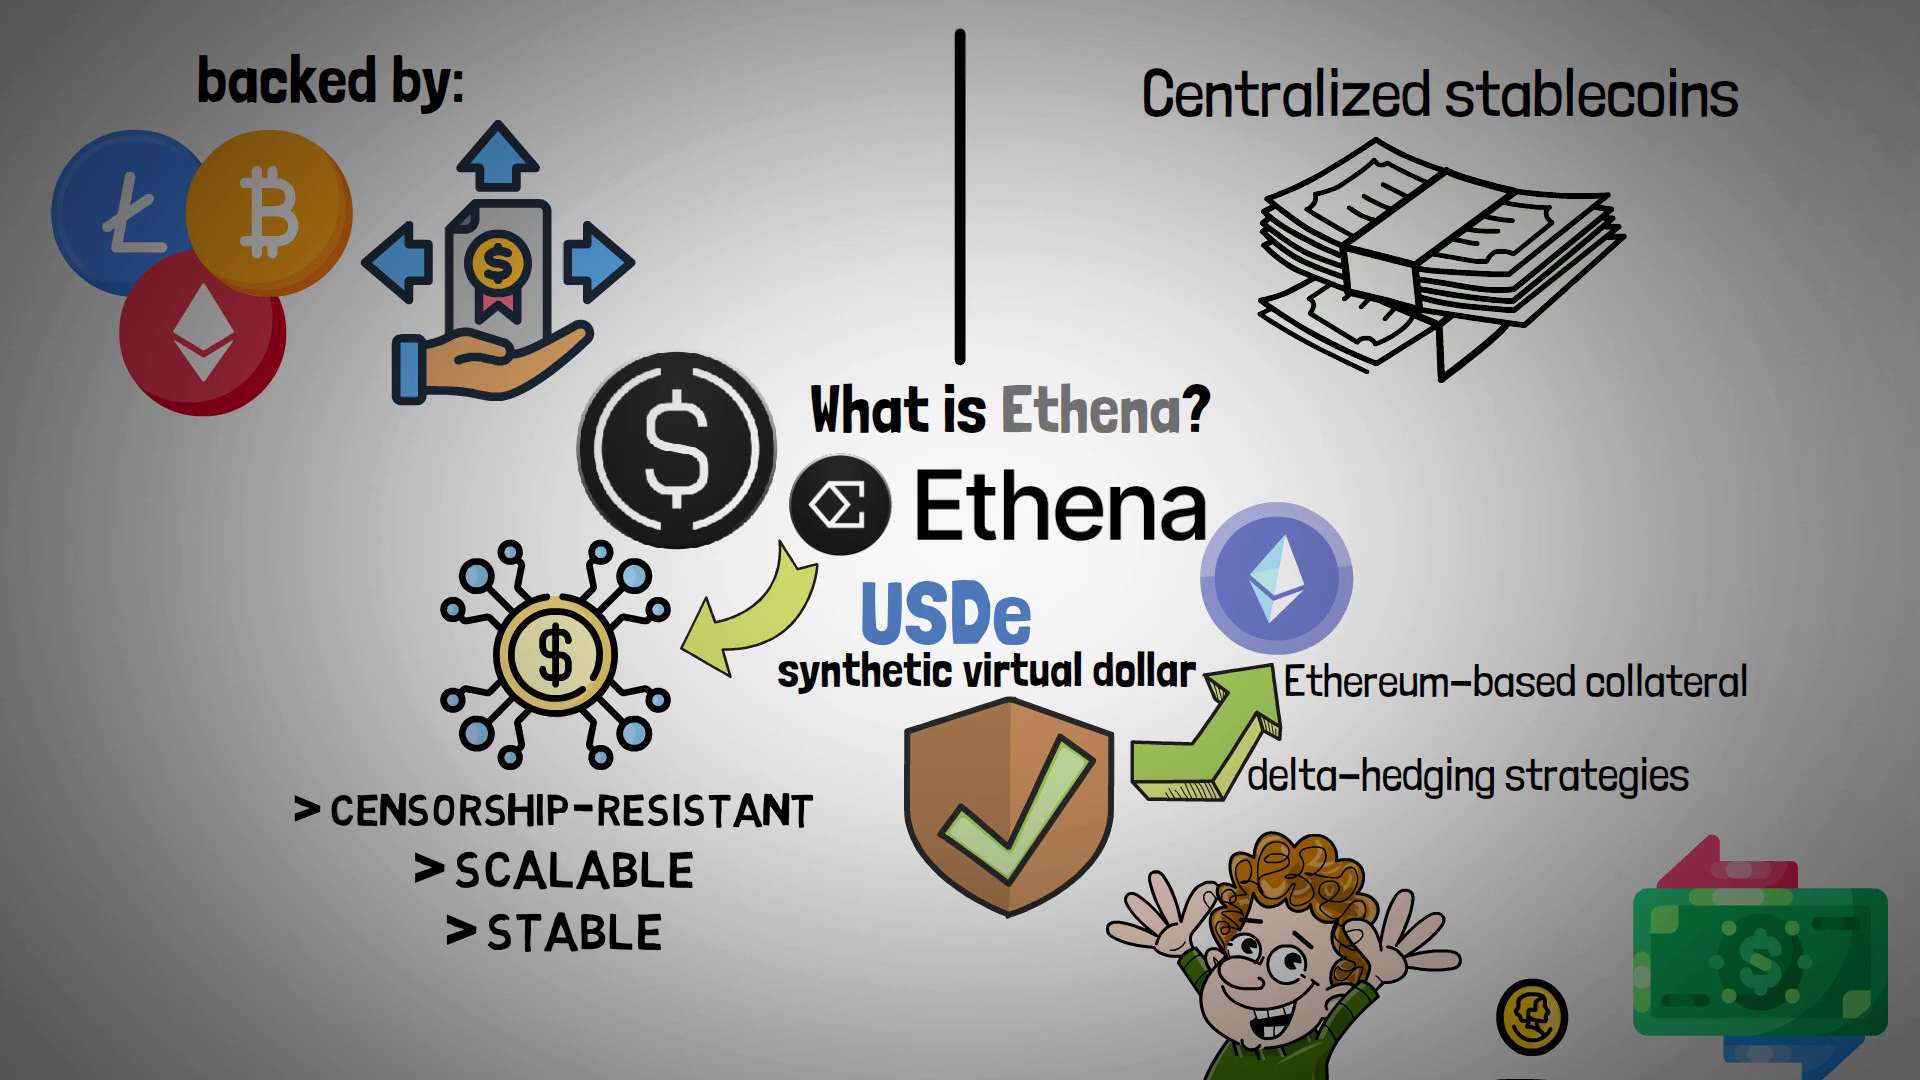 backed by:
Centralized stablecoins
What is Ethena?
Ethena
USDe
synthetic virtual dollar
Ethereum-based collateral
delta-hedging strategies
> CENSORSHIP-RESISTANT
> SCALABLE
> STABLE